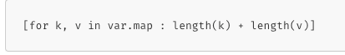 [for k, v in var.map : length(k) + length(v)]